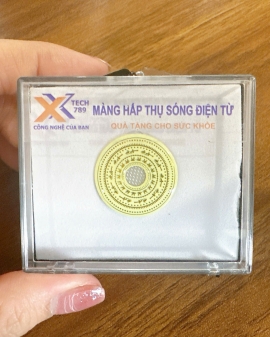 TECH
789
CÔNG NGHỆ CỦA BẠN
MÀNG HẤP THỤ SÓNG ĐIỆN TỪ
QUÀ TẶNG CHO SỨC KHỎE